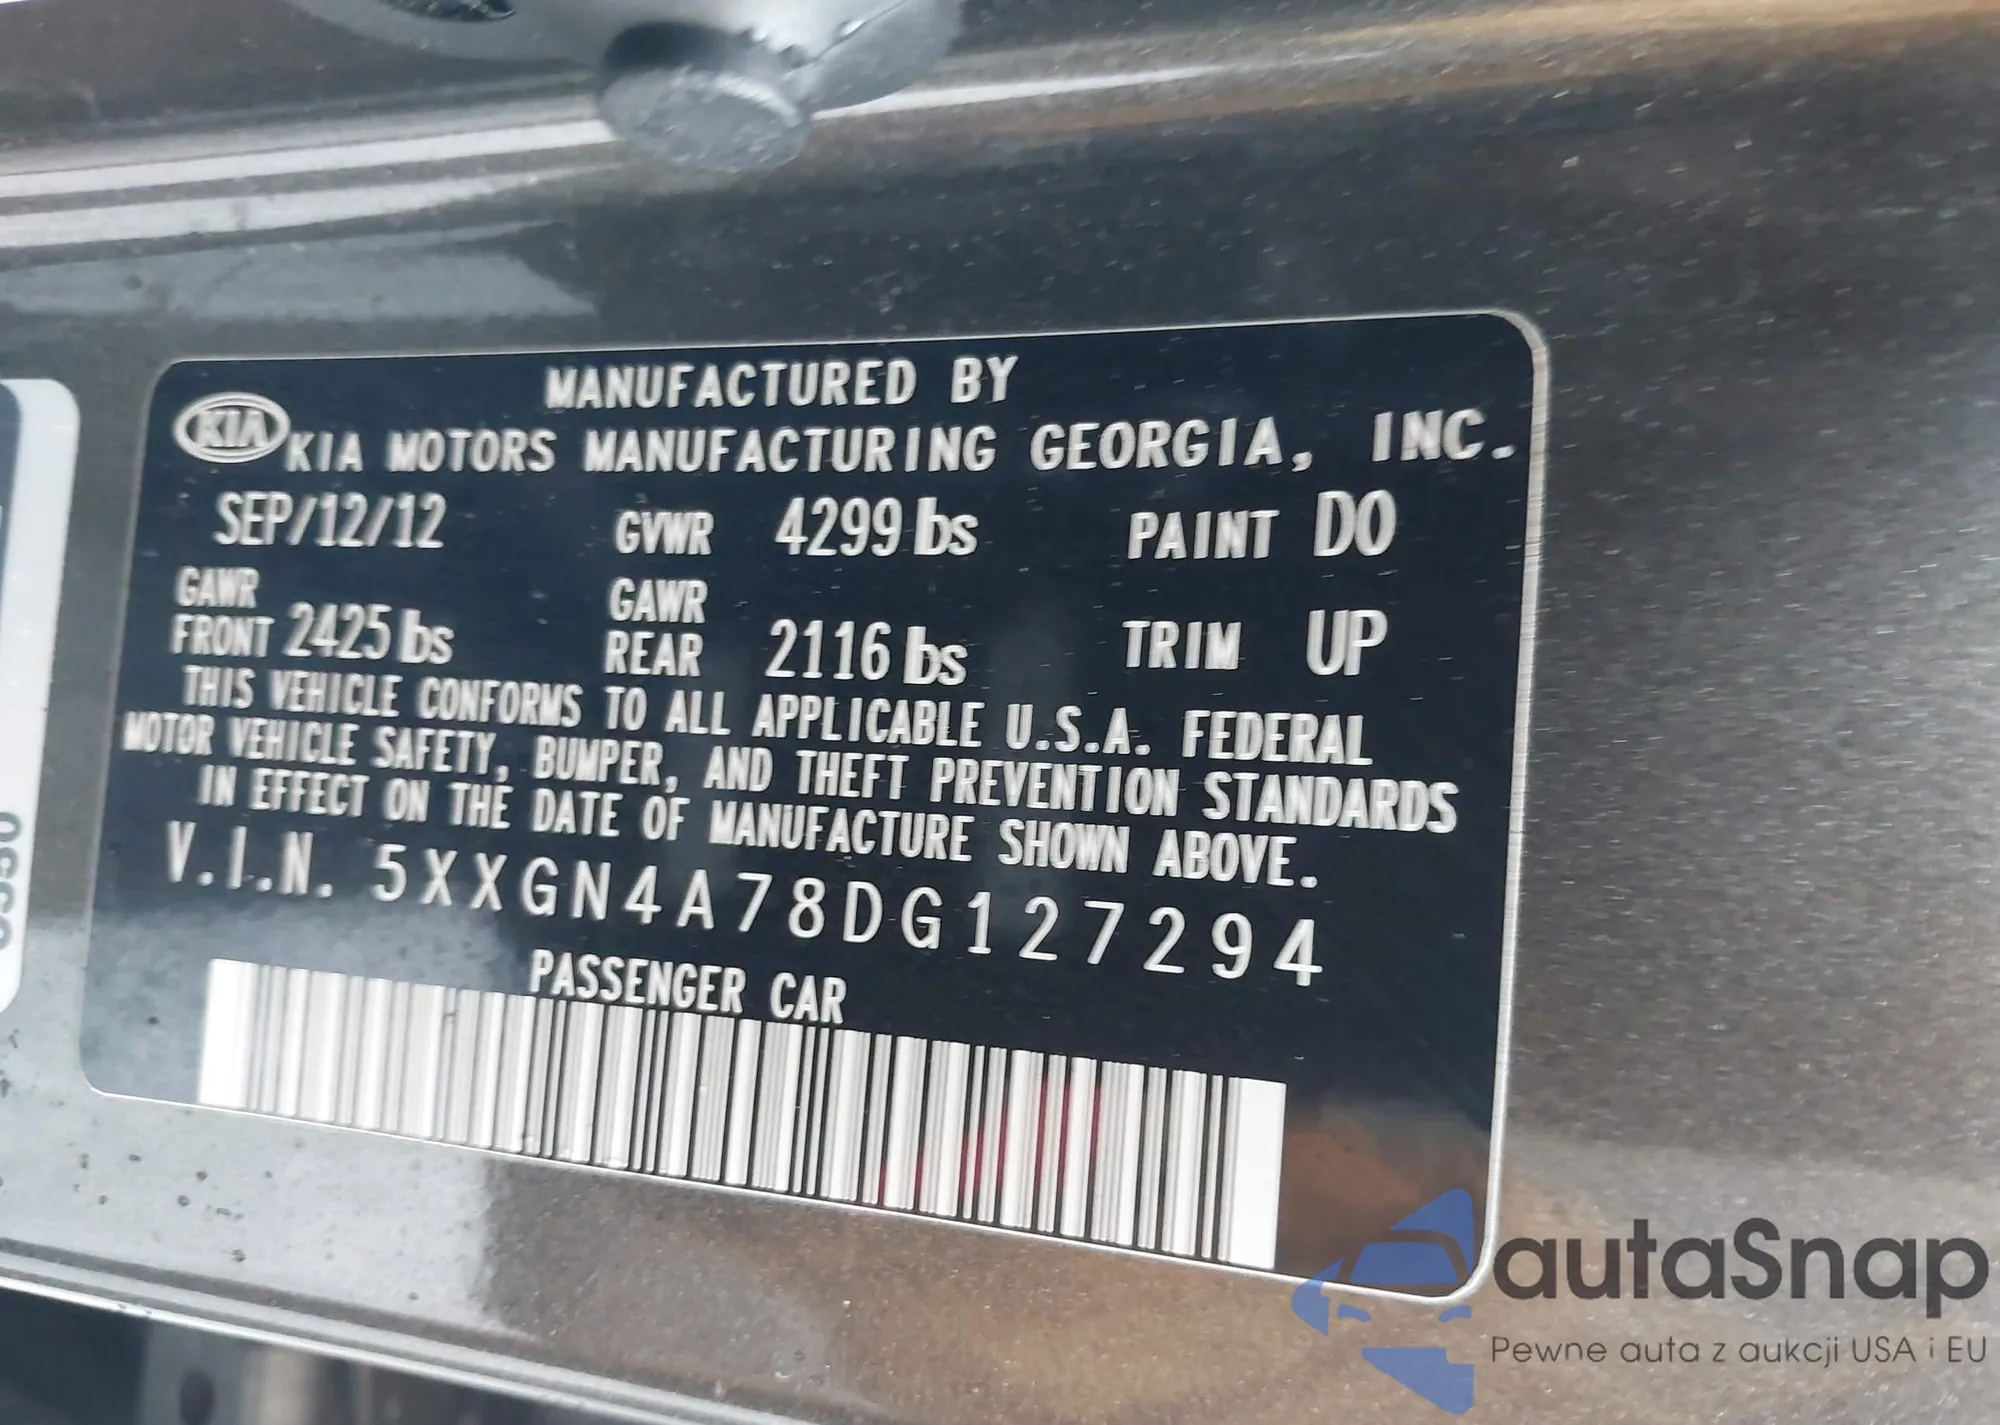 MANUFACTURED BY
KIA KIA MOTORS MANUFACTURING GEORGIA, INC.
SEP/12/12 GVWR 4299 lbs PAINT DO
GAWR FRONT 2425 lbs GAWR REAR 2116 lbs TRIM UP
THIS VEHICLE CONFORMS TO ALL APPLICABLE U.S.A. FEDERAL
MOTOR VEHICLE SAFETY, BUMPER, AND THEFT PREVENTION STANDARDS
IN EFFECT ON THE DATE OF MANUFACTURE SHOWN ABOVE.
V.I.N. 5XXGN4A78DG127294
PASSENGER CAR
autaSnap
Pewne auta z aukcji USA i EU